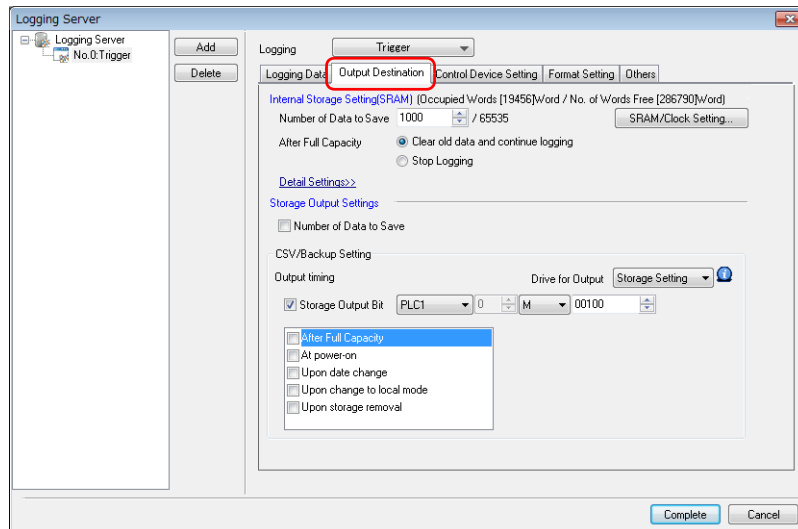 Logging Server
Logging Server
No.0:Trigger
Add
Delete
Logging Trigger
Logging Data Output Destination Control Device Setting Format Setting Others
Internal Storage Setting(SRAM) (Occupied Words [19456]Word / No. of Words Free [286790]Word)
Number of Data to Save 1000 / 65535 SRAM/Clock Setting...
After Full Capacity Clear old data and continue logging
Stop Logging
Detail Settings>>
Storage Output Settings
Number of Data to Save
CSV/Backup Setting
Output timing Drive for Output Storage Setting
Storage Output Bit PLC1 0 M 00100
After Full Capacity
At power-on
Upon date change
Upon change to local mode
Upon storage removal
Complete Cancel